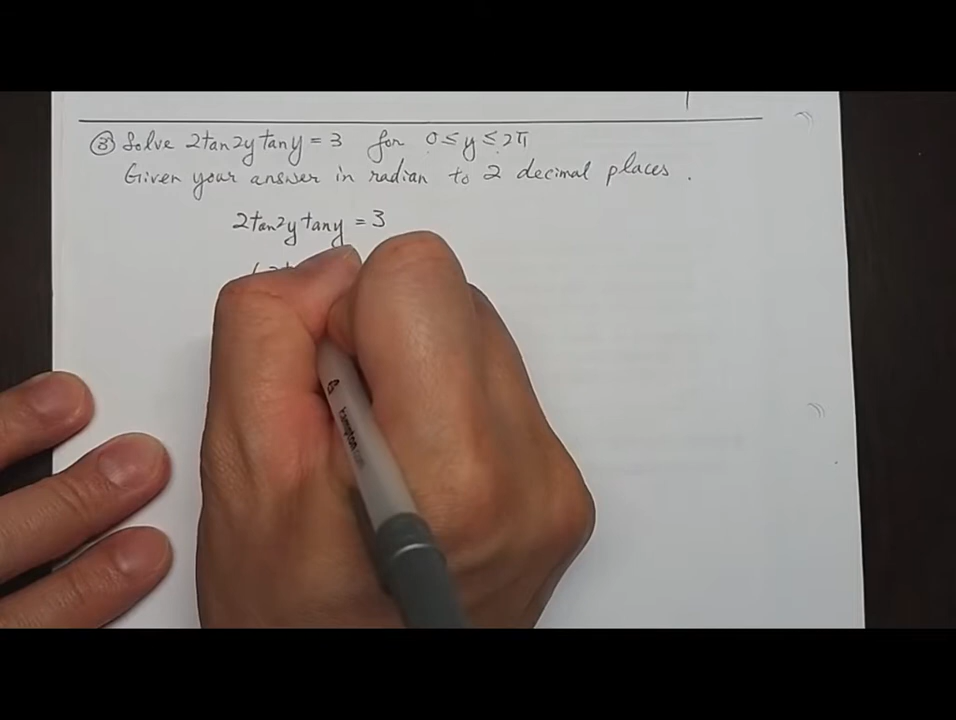 ③ Solve 2tan2y tany = 3 for 0 ≤ y ≤ 2π
Given your answer in radian to 2 decimal places .
2tan2y tany = 3